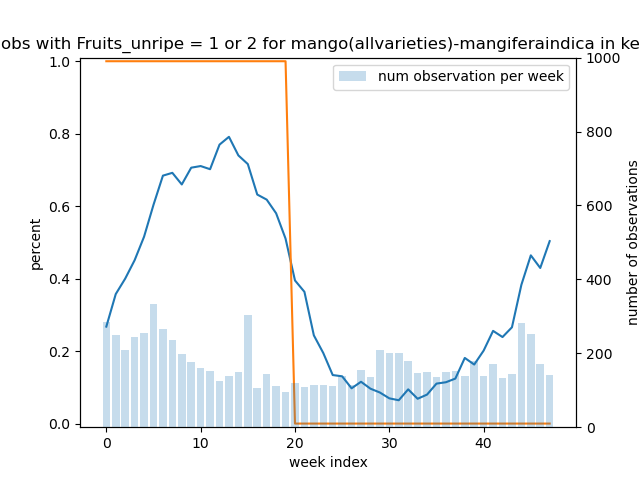 obs with Fruits_unripe = 1 or 2 for mango(allvarieties)-mangiferaindica in ke
num observation per week
percent
1.0
0.8
0.6
0.4
0.2
0.0
1000
800
600
400
200
0
number of observations
0 10 20 30 40
week index